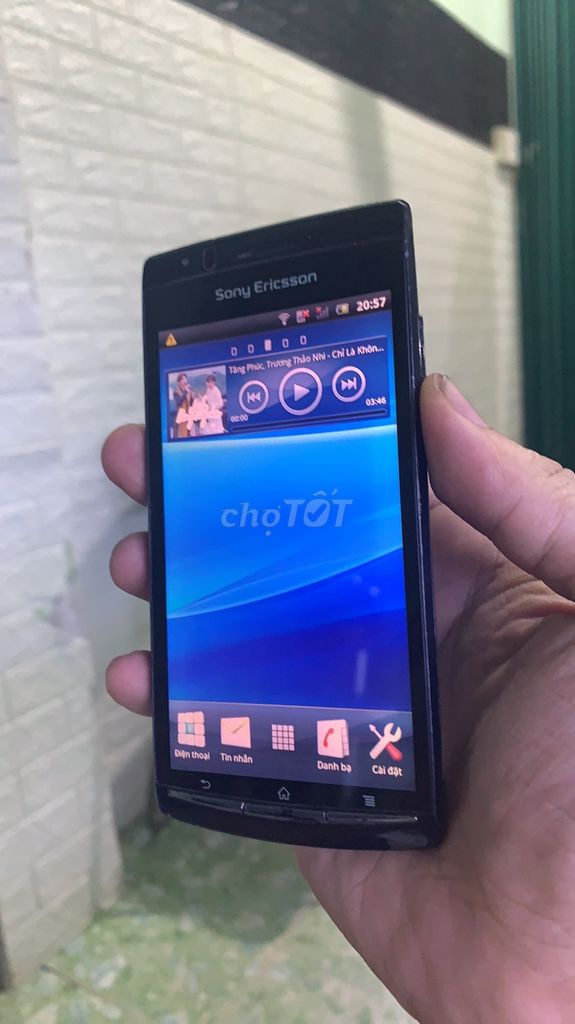 Sony Ericsson
20:57
Tăng Phúc, Trương Thảo Nhi - Chỉ Là Khôn...
00:00
03:46
chợTỐT
Điện thoại
Tin nhắn
Danh bạ
Cài đặt